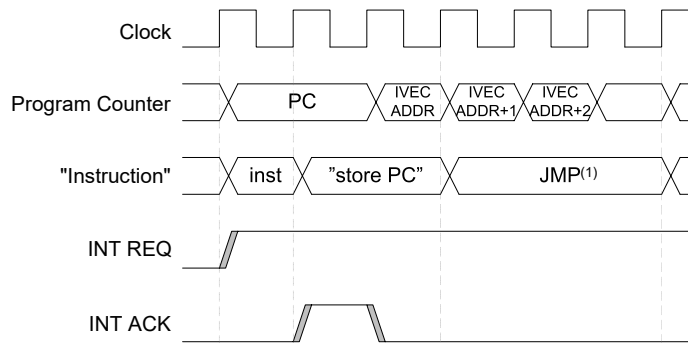 Clock
Program Counter
PC
IVEC
ADDR
IVEC
ADDR+1
IVEC
ADDR+2
"Instruction"
inst
”store PC”
JMP(1)
INT REQ
INT ACK